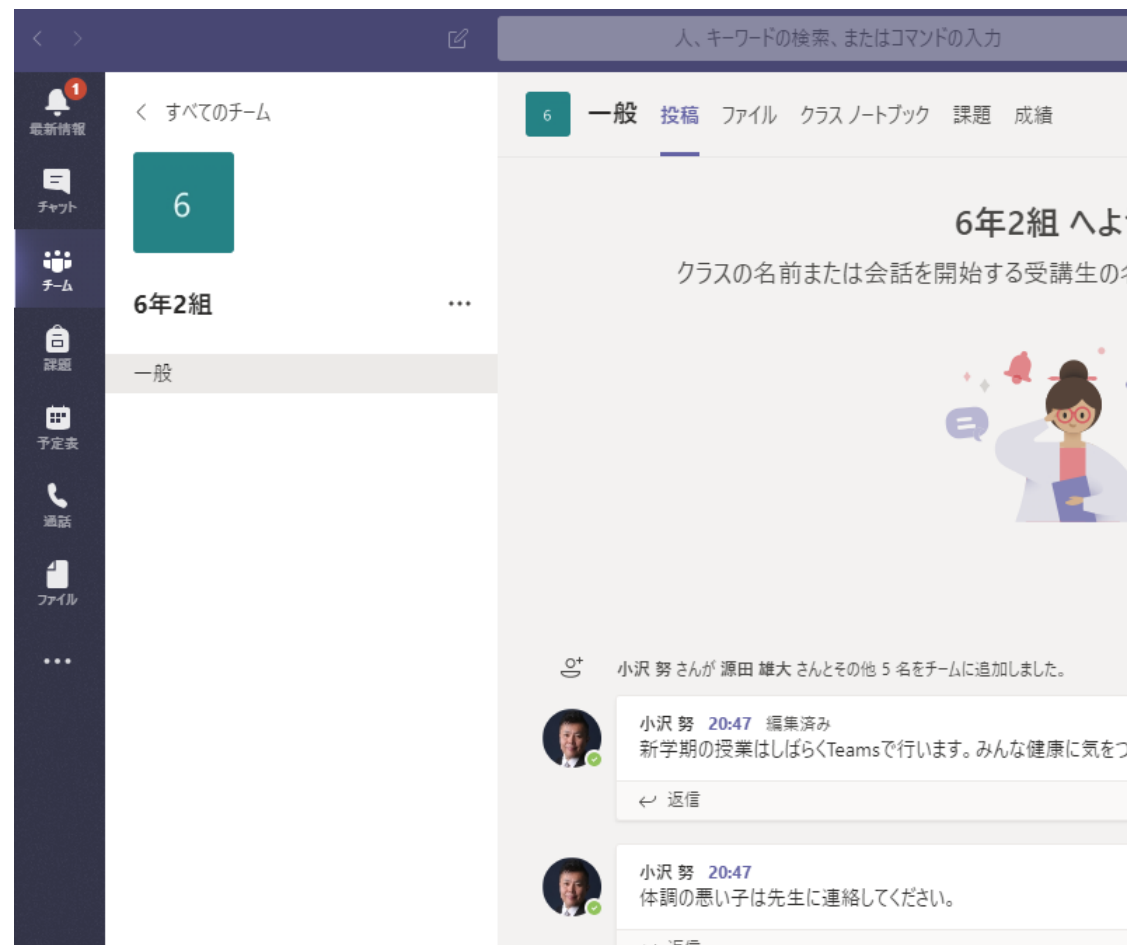 人、キーワードの検索、またはコマンドの入力
1
最新情報
チャット
チーム
課題
予定表
通話
ファイル
すべてのチーム
6
6年2組
一般
6 一般 投稿 ファイル クラス ノートブック 課題 成績
6年2組 へよ
クラスの名前または会話を開始する受講生の
小沢 努 さんが 源田 雄大 さんとその他 5 名をチームに追加しました。
小沢 努 20:47 編集済み
新学期の授業はしばらくTeamsで行います。みんな健康に気をつ
返信
小沢 努 20:47
体調の悪い子は先生に連絡してください。
返信